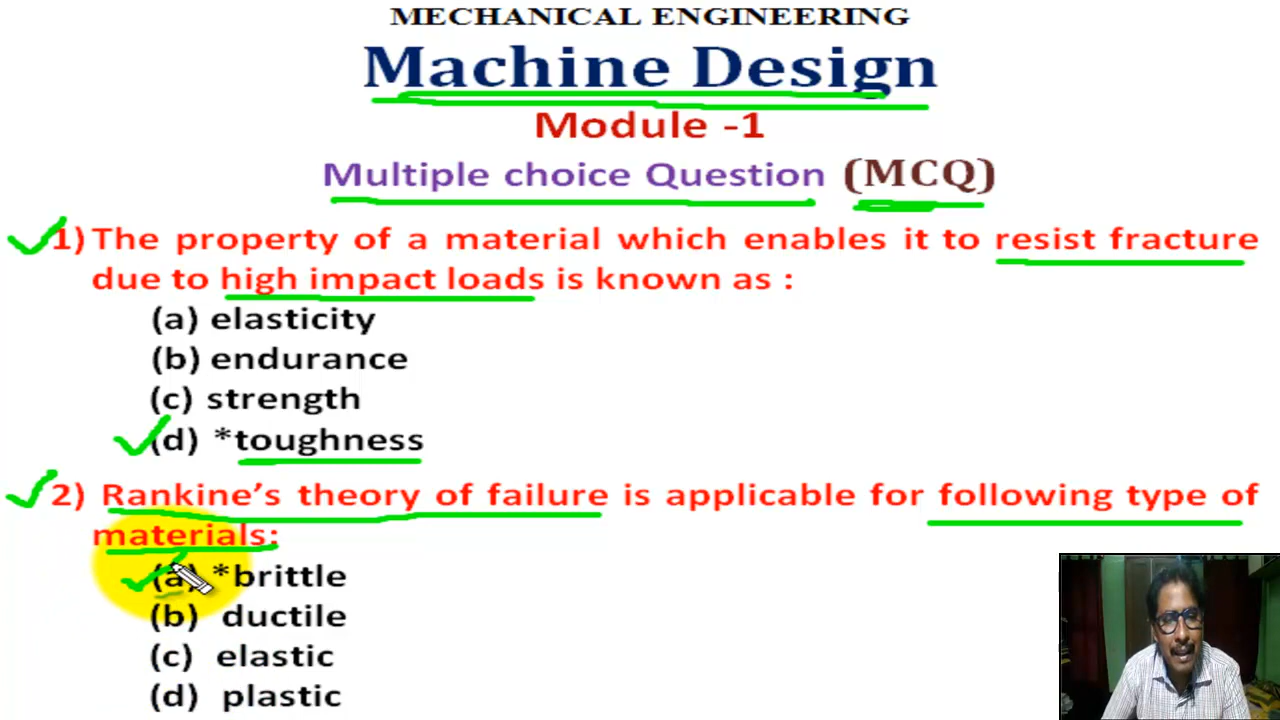 MECHANICAL ENGINEERING
Machine Design
Module -1
Multiple choice Question (MCQ)
1) The property of a material which enables it to resist fracture
due to high impact loads is known as :
(a) elasticity
(b) endurance
(c) strength
(d) *toughness
2) Rankine’s theory of failure is applicable for following type of
materials:
(a) *brittle
(b) ductile
(c) elastic
(d) plastic